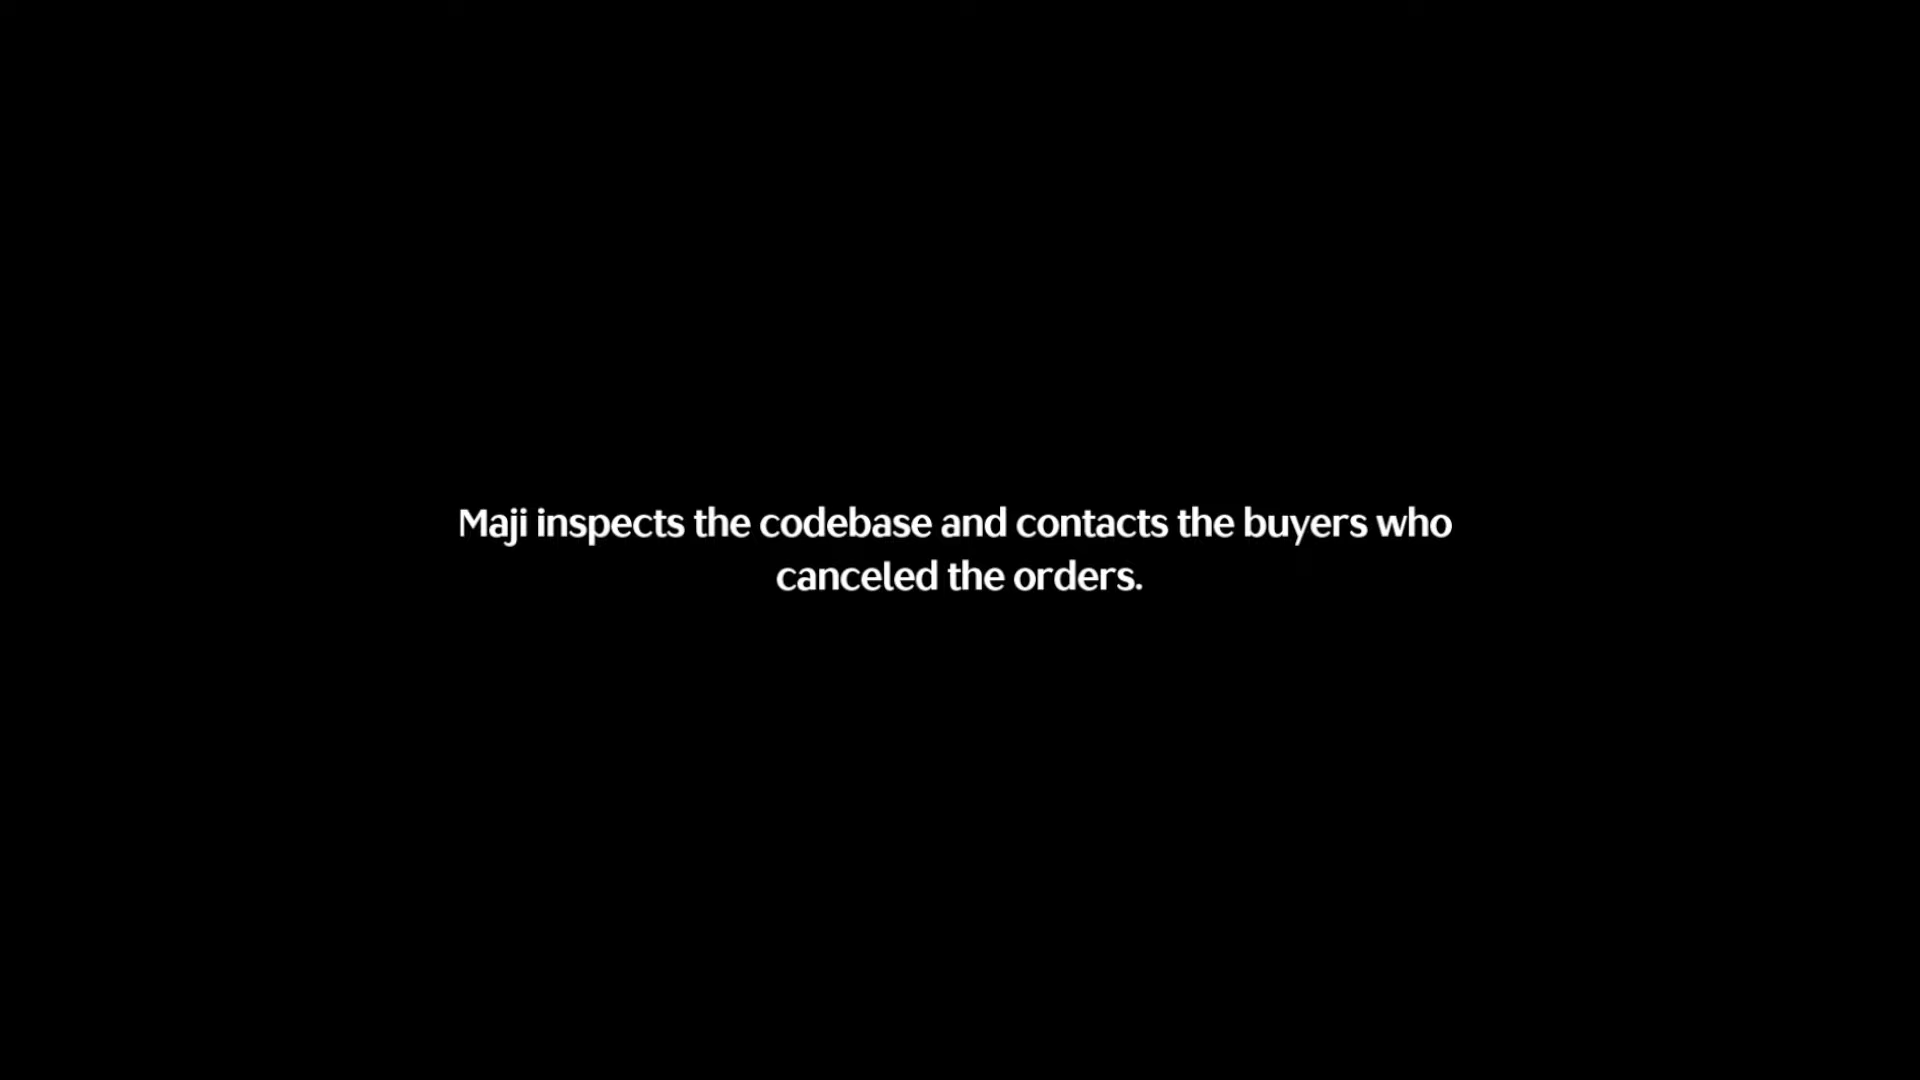 Maji inspects the codebase and contacts the buyers who
canceled the orders.